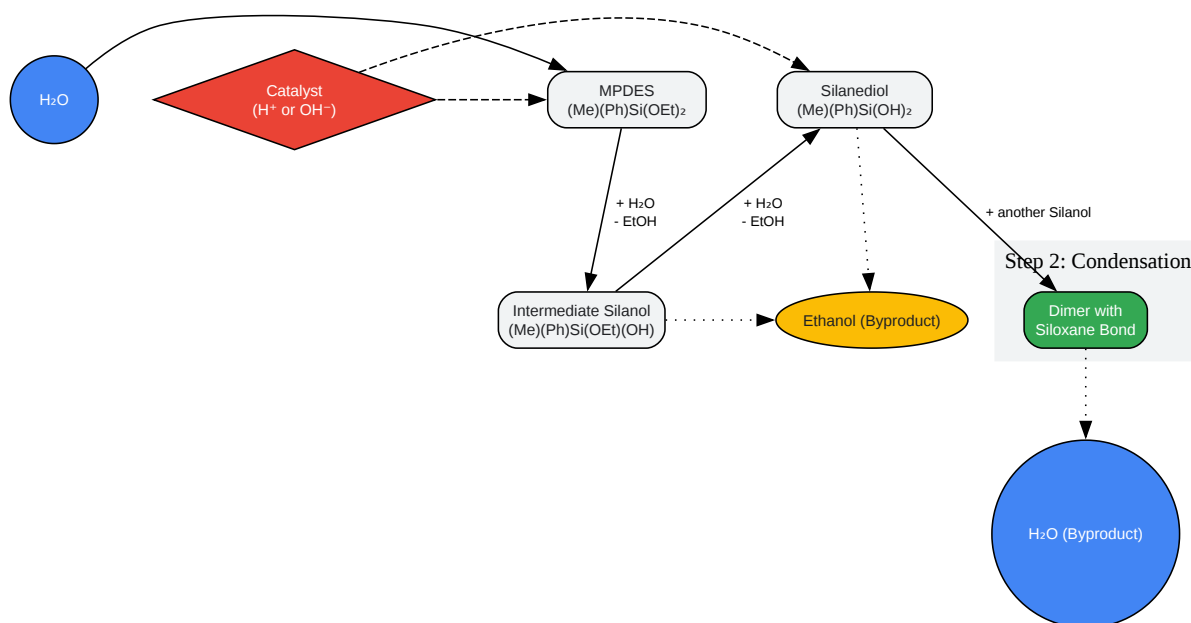 H₂O
Catalyst
(H⁺ or OH⁻)
MPDES
(Me)(Ph)Si(OEt)₂
Silanediol
(Me)(Ph)Si(OH)₂
+ H₂O
- EtOH
+ H₂O
- EtOH
+ another Silanol
Step 2: Condensation
Intermediate Silanol
(Me)(Ph)Si(OEt)(OH)
Ethanol (Byproduct)
Dimer with
Siloxane Bond
H₂O (Byproduct)